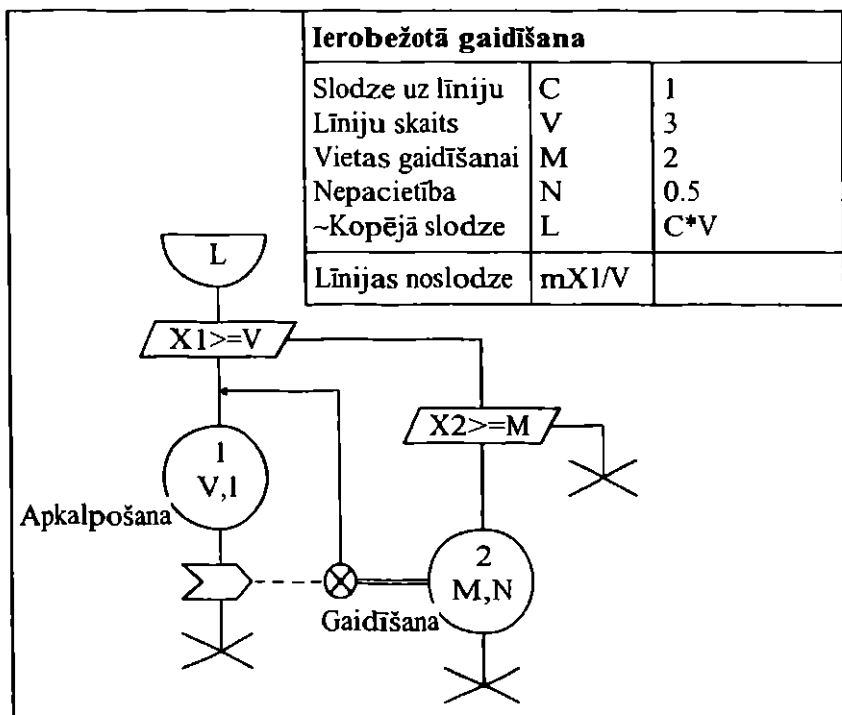 Ierobežotā gaidīšana
Slodze uz līniju C 1
Līniju skaits V 3
Vietas gaidīšanai M 2
Nepacietība N 0.5
~Kopējā slodze L C*V
Līnijas noslodze mX1/V
L
X1>=V
X2>=M
1
V,1
Apkalpošana
2
M,N
Gaidīšana